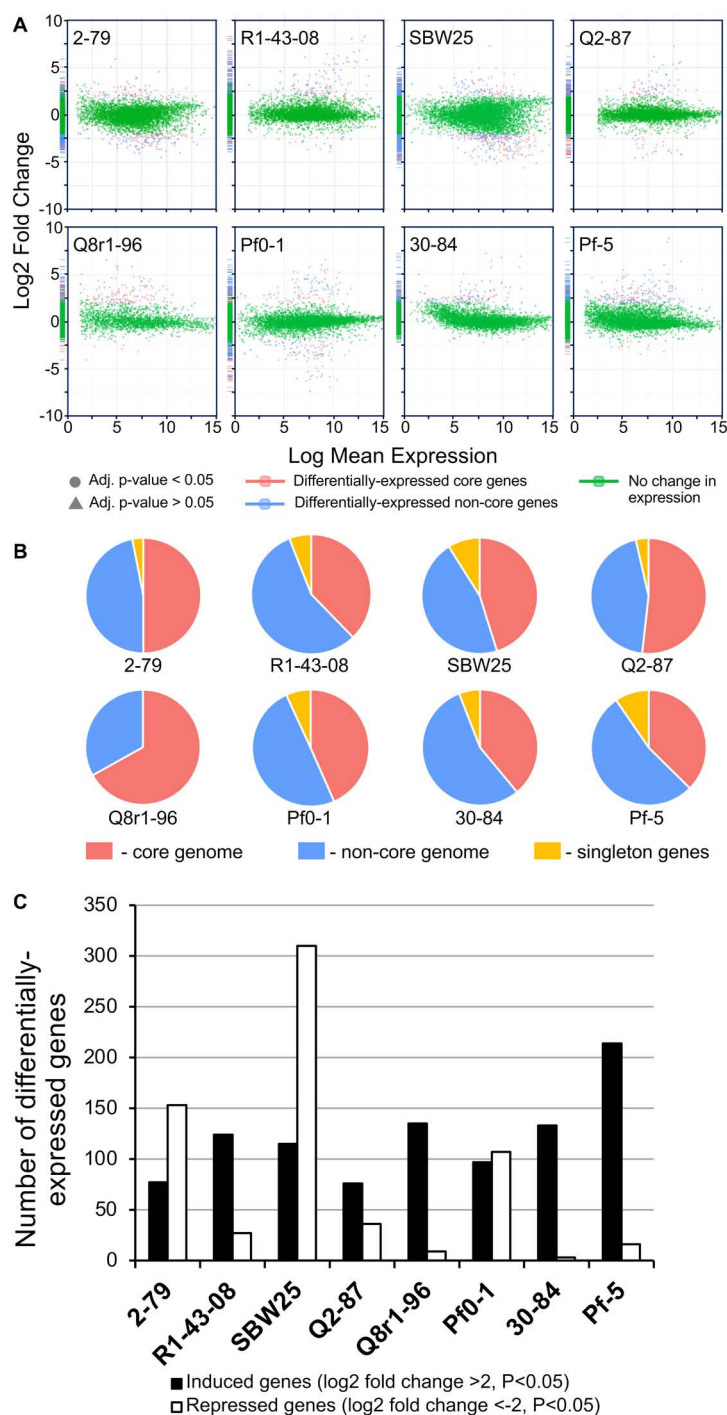 A
2-79
R1-43-08
SBW25
Q2-87
10
5
0
-5
-10
Q8r1-96
Pf0-1
30-84
Pf-5
10
5
0
-5
-10
Log2 Fold Change
0 5 10 15 0 5 10 15 0 5 10 15 0 5 10 15
Log Mean Expression
Adj. p-value < 0.05
Adj. p-value > 0.05
Differentially-expressed core genes
Differentially-expressed non-core genes
No change in
expression
B
2-79
R1-43-08
SBW25
Q2-87
Q8r1-96
Pf0-1
30-84
Pf-5
- core genome
- non-core genome
- singleton genes
C
Number of differentially-
expressed genes
350
300
250
200
150
100
50
0
2-79
R1-43-08
SBW25
Q2-87
Q8r1-96
Pf0-1
30-84
Pf-5
Induced genes (log2 fold change >2, P<0.05)
Repressed genes (log2 fold change <-2, P<0.05)